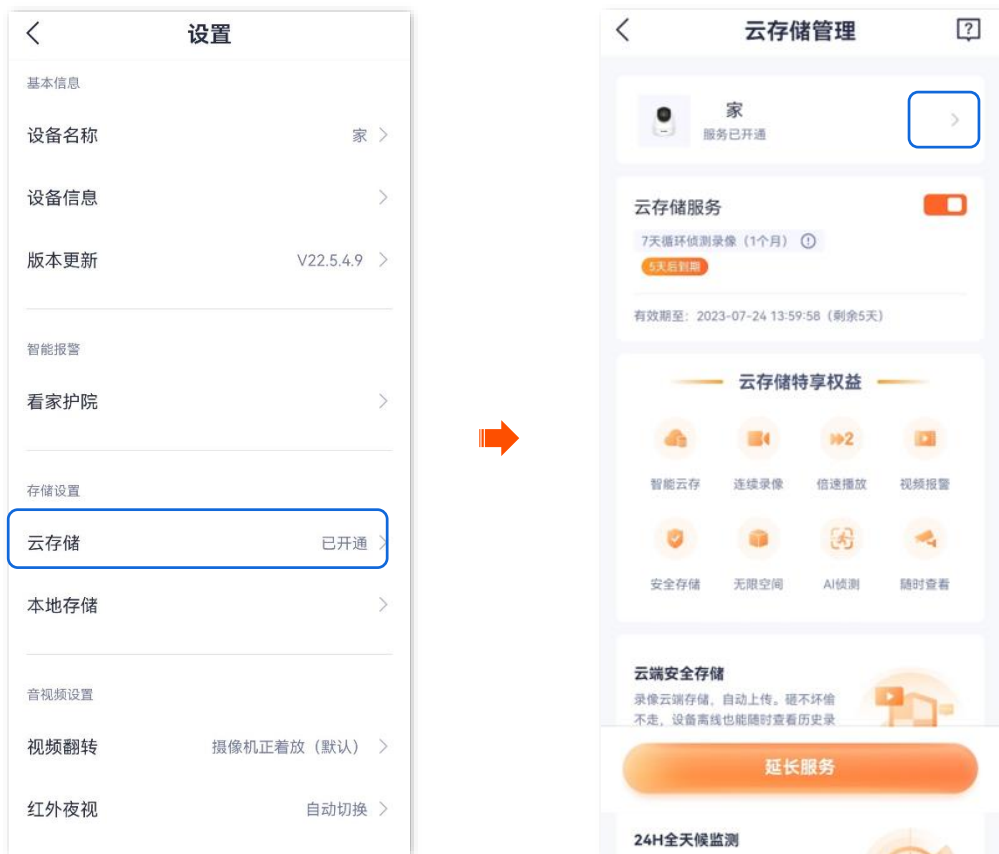 设置
基本信息
设备名称 家
设备信息
版本更新 V22.5.4.9
智能报警
看家护院
存储设置
云存储 已开通
本地存储
音视频设置
视频翻转 摄像机正着放（默认）
红外夜视 自动切换
云存储管理
家
服务已开通
云存储服务
7天循环侦测录像（1个月）
5天后到期
有效期至：2023-07-24 13:59:58（剩余5天）
云存储特享权益
智能云存 连续录像 倍速播放 视频报警
安全存储 无限空间 AI侦测 随时查看
云端安全存储
录像云端存储，自动上传。砸不坏偷
不走，设备离线也能随时查看历史录
延长服务
24H全天候监测